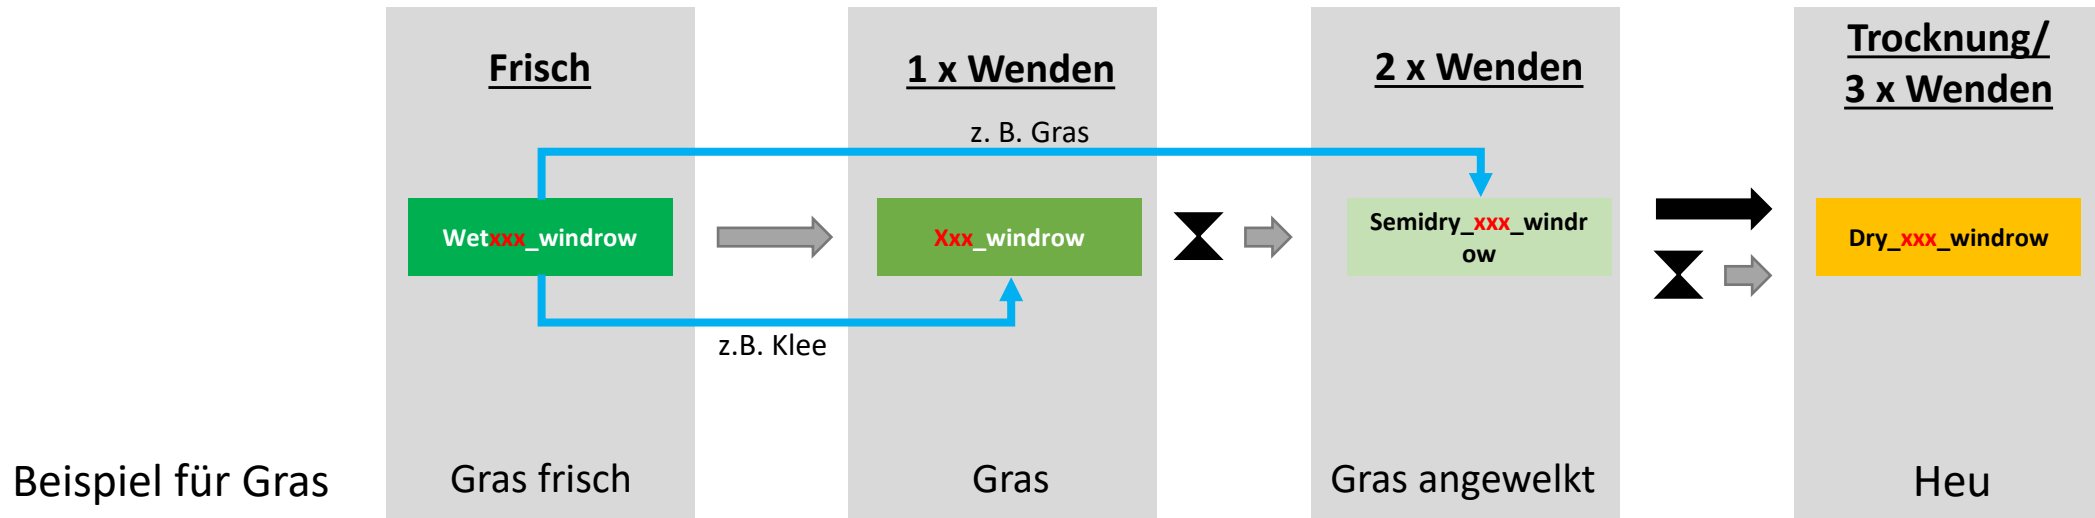 Frisch
1 x Wenden
2 x Wenden
Trocknung/
3 x Wenden
z. B. Gras
Wetxxx_windrow
Xxx_windrow
Semidry_xxx_windr
ow
Dry_xxx_windrow
z.B. Klee
Beispiel für Gras
Gras frisch
Gras
Gras angewelkt
Heu